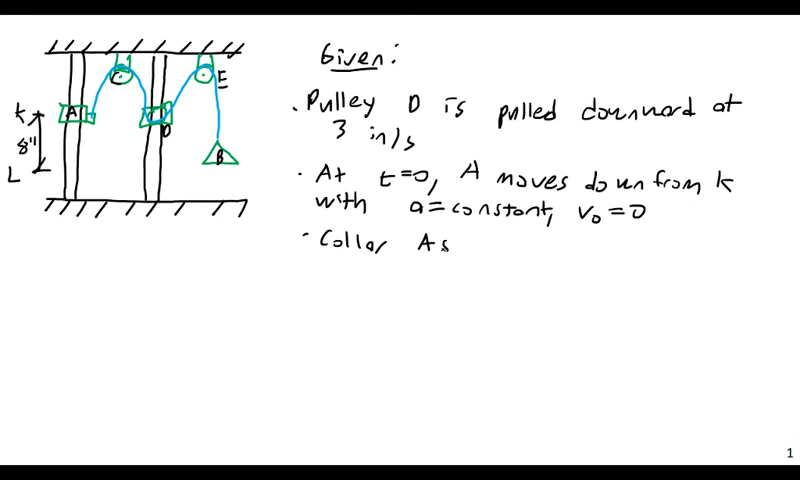 Given:
. Pulley D is pulled downward at
3 in/s
· At t=0, A moves down from K
with a=constant, v₀=0
· Collar As
C
E
A
D
K
8"
L
B
1